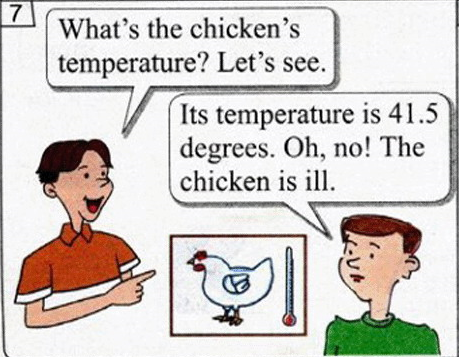 7
What's the chicken's
temperature? Let's see.
Its temperature is 41.5
degrees. Oh, no! The
chicken is ill.